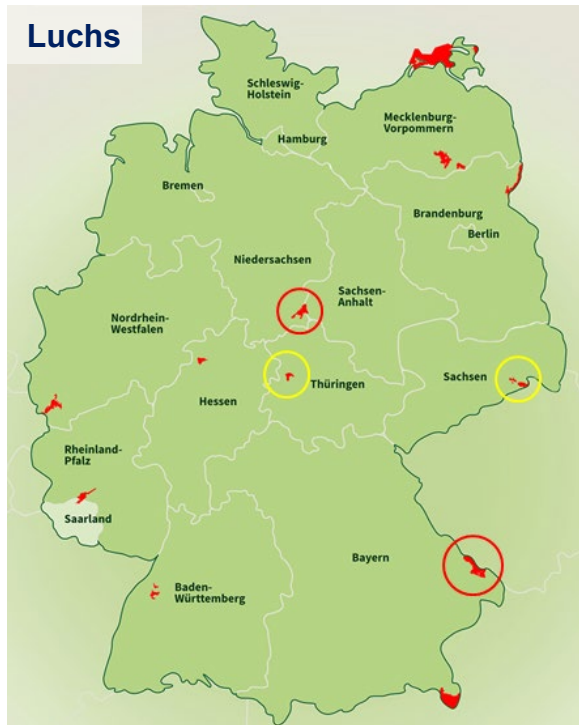 Luchs
Schleswig-
Holstein
Mecklenburg-
Vorpommern
Hamburg
Bremen
Brandenburg
Berlin
Niedersachsen
Sachsen-
Anhalt
Nordrhein-
Westfalen
Sachsen
Thüringen
Hessen
Rheinland-
Pfalz
Saarland
Bayern
Baden-
Württemberg